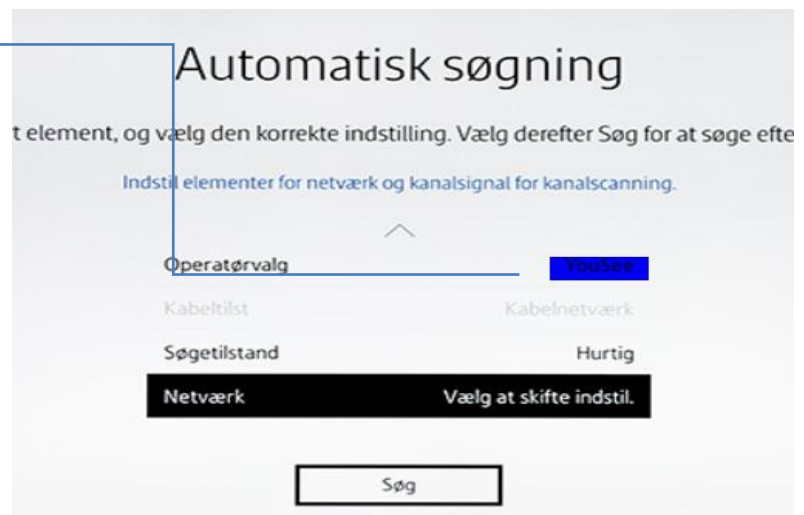 Automatisk søgning
t element, og vælg den korrekte indstilling. Vælg derefter Søg for at søge efte
Indstil elementer for netværk og kanalsignal for kanalscanning.
Operatørvalg YouSee
Kabeltilst Kabelnetværk
Søgetilstand Hurtig
Netværk Vælg at skifte indstil.
Søg